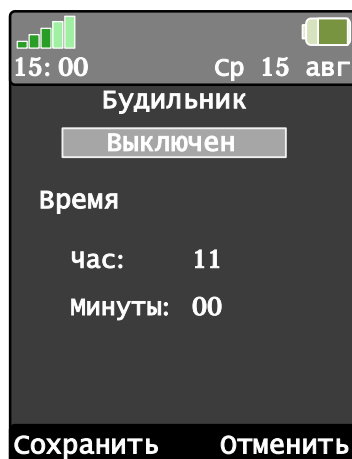 15:00 Ср 15 авг
Будильник
Выключен
Время
Час: 11
Минуты: 00
Сохранить Отменить